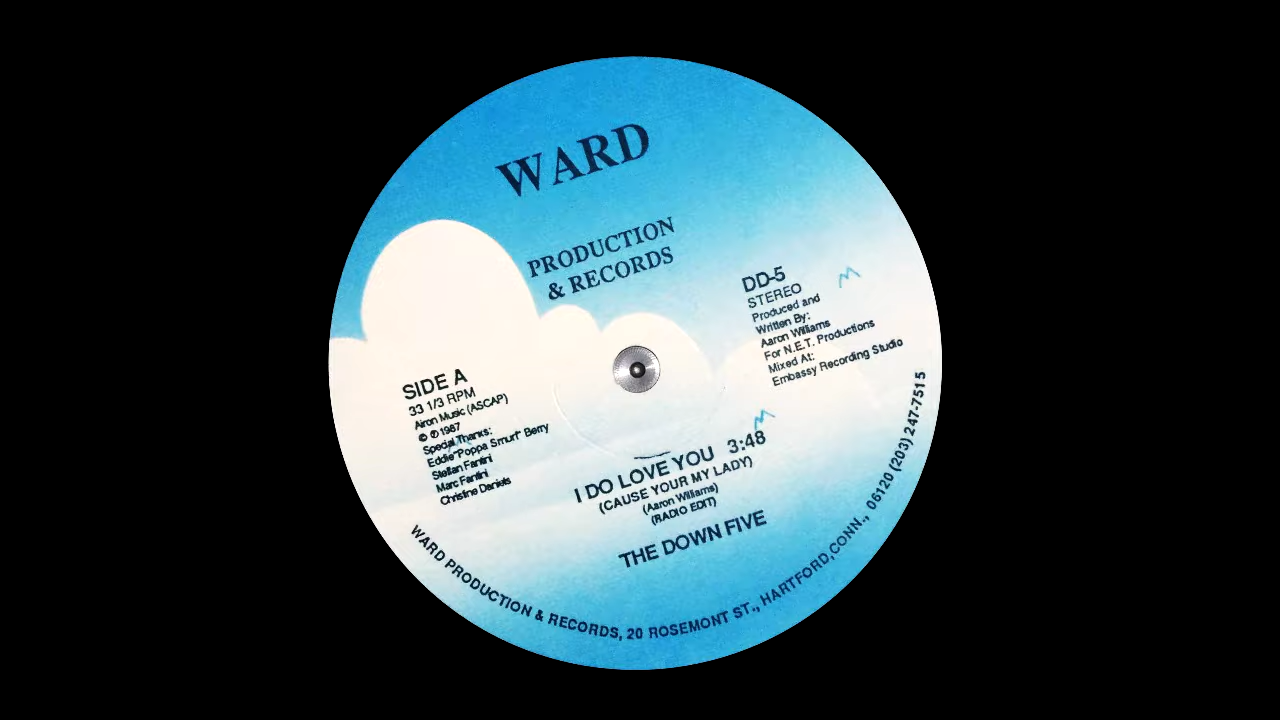 WARD
PRODUCTION
& RECORDS
DD-5
STEREO
Produced and
Written By:
Aaron Williams
For N.E.T. Productions
Mixed At:
Embassy Recording Studio
SIDE A
33 1/3 RPM
Airon Music (ASCAP)
© ℗ 1987
Special Thanks:
Eddie "Poppa Smurf" Berry
Stellan Fantini
Marc Fantini
Christine Daniels
I DO LOVE YOU 3:48
(CAUSE YOUR MY LADY)
(Aaron Williams)
(RADIO EDIT)
THE DOWN FIVE
WARD PRODUCTION & RECORDS, 20 ROSEMONT ST., HARTFORD, CONN., 06120 (203) 247-7515